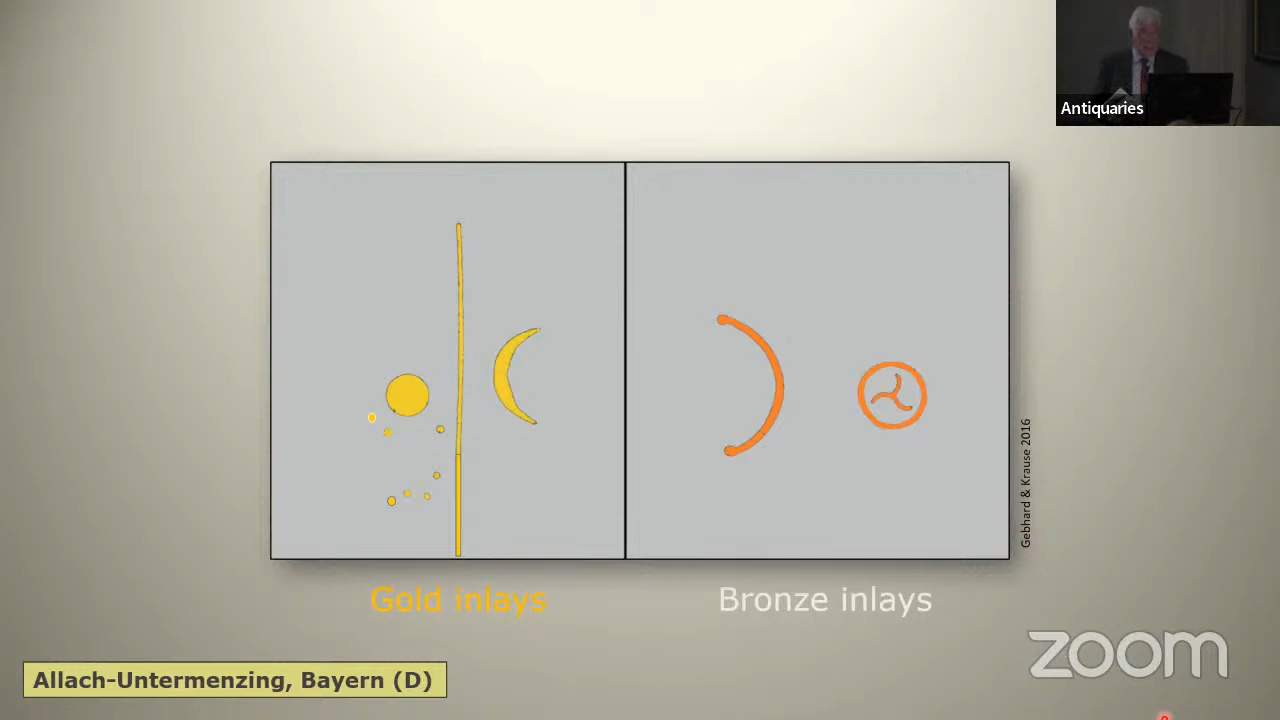 Antiquaries
Gebhard & Krause 2016
Gold inlays
Bronze inlays
Allach-Untermenzing, Bayern (D)
zoom